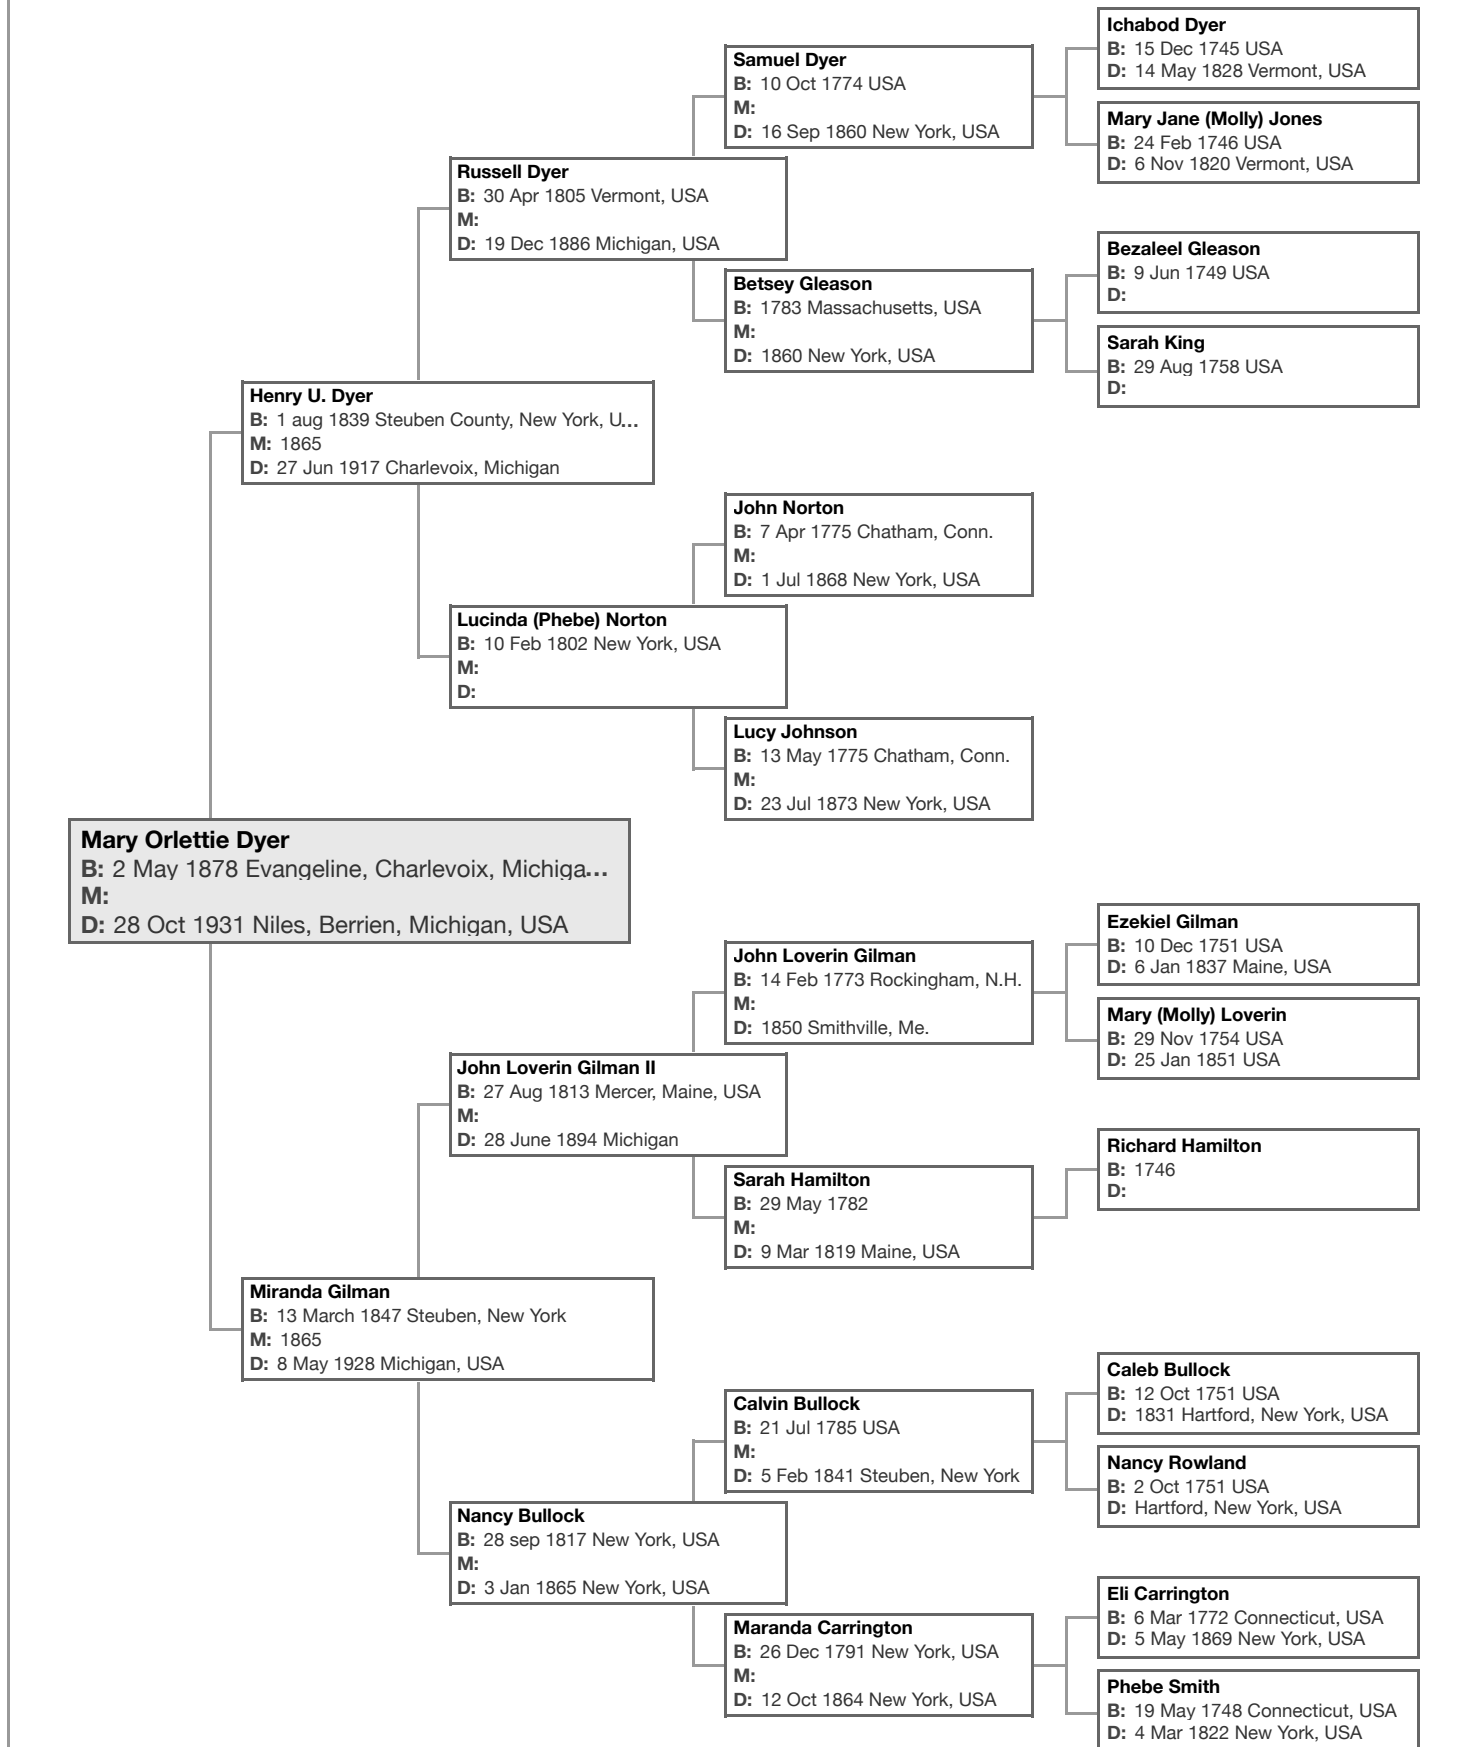 Ichabod Dyer
B: 15 Dec 1745 USA
D: 14 May 1828 Vermont, USA
Samuel Dyer
B: 10 Oct 1774 USA
M:
D: 16 Sep 1860 New York, USA
Mary Jane (Molly) Jones
B: 24 Feb 1746 USA
D: 6 Nov 1820 Vermont, USA
Russell Dyer
B: 30 Apr 1805 Vermont, USA
M:
D: 19 Dec 1886 Michigan, USA
Bezaleel Gleason
B: 9 Jun 1749 USA
D:
Betsey Gleason
B: 1783 Massachusetts, USA
M:
D: 1860 New York, USA
Sarah King
B: 29 Aug 1758 USA
D:
Henry U. Dyer
B: 1 aug 1839 Steuben County, New York, U...
M: 1865
D: 27 Jun 1917 Charlevoix, Michigan
John Norton
B: 7 Apr 1775 Chatham, Conn.
M:
D: 1 Jul 1868 New York, USA
Lucinda (Phebe) Norton
B: 10 Feb 1802 New York, USA
M:
D:
Lucy Johnson
B: 13 May 1775 Chatham, Conn.
M:
D: 23 Jul 1873 New York, USA
Mary Orlettie Dyer
B: 2 May 1878 Evangeline, Charlevoix, Michiga...
M:
D: 28 Oct 1931 Niles, Berrien, Michigan, USA
Ezekiel Gilman
B: 10 Dec 1751 USA
D: 6 Jan 1837 Maine, USA
John Loverin Gilman
B: 14 Feb 1773 Rockingham, N.H.
M:
D: 1850 Smithville, Me.
Mary (Molly) Loverin
B: 29 Nov 1754 USA
D: 25 Jan 1851 USA
John Loverin Gilman II
B: 27 Aug 1813 Mercer, Maine, USA
M:
D: 28 June 1894 Michigan
Richard Hamilton
B: 1746
D:
Sarah Hamilton
B: 29 May 1782
M:
D: 9 Mar 1819 Maine, USA
Miranda Gilman
B: 13 March 1847 Steuben, New York
M: 1865
D: 8 May 1928 Michigan, USA
Caleb Bullock
B: 12 Oct 1751 USA
D: 1831 Hartford, New York, USA
Calvin Bullock
B: 21 Jul 1785 USA
M:
D: 5 Feb 1841 Steuben, New York
Nancy Rowland
B: 2 Oct 1751 USA
D: Hartford, New York, USA
Nancy Bullock
B: 28 sep 1817 New York, USA
M:
D: 3 Jan 1865 New York, USA
Eli Carrington
B: 6 Mar 1772 Connecticut, USA
D: 5 May 1869 New York, USA
Maranda Carrington
B: 26 Dec 1791 New York, USA
M:
D: 12 Oct 1864 New York, USA
Phebe Smith
B: 19 May 1748 Connecticut, USA
D: 4 Mar 1822 New York, USA